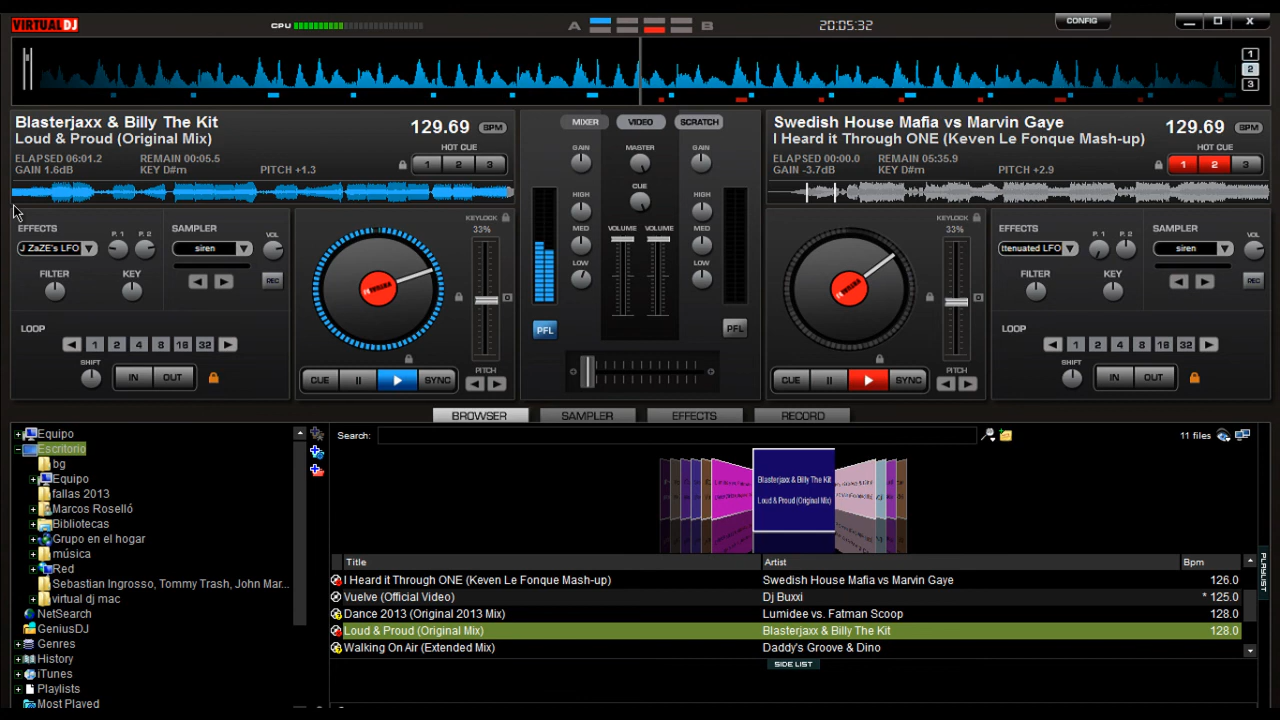 VIRTUAL DJ
CPU
A
B
20:05:32
CONFIG
1
2
3
Blasterjaxx & Billy The Kit
Loud & Proud (Original Mix)
129.69 BPM
ELAPSED 06:01.2
REMAIN 00:05.5
GAIN 1.6dB
KEY D#m
PITCH +1.3
HOT CUE
1 2 3
MIXER
VIDEO
SCRATCH
GAIN
MASTER
GAIN
HIGH
CUE
HIGH
MED
VOLUME
VOLUME
MED
LOW
LOW
PFL
PFL
Swedish House Mafia vs Marvin Gaye
I Heard it Through ONE (Keven Le Fonque Mash-up)
129.69 BPM
ELAPSED 00:00.0
REMAIN 05:35.9
GAIN -3.7dB
KEY D#m
PITCH +2.9
HOT CUE
1 2 3
EFFECTS
J ZaZE's LFO
P. 1
P. 2
SAMPLER
siren
VOL
FILTER
KEY
REC
LOOP
1 2 4 8 16 32
SHIFT
IN
OUT
KEYLOCK
33%
0
PITCH
CUE
SYNC
KEYLOCK
33%
0
PITCH
CUE
SYNC
EFFECTS
ttenuated LFO
P. 1
P. 2
SAMPLER
siren
VOL
FILTER
KEY
REC
LOOP
1 2 4 8 16 32
SHIFT
IN
OUT
BROWSER
SAMPLER
EFFECTS
RECORD
Equipo
Escritorio
bg
Equipo
fallas 2013
Marcos Roselló
Bibliotecas
Grupo en el hogar
música
Red
Sebastian Ingrosso, Tommy Trash, John Mar...
virtual dj mac
NetSearch
GeniusDJ
Genres
History
iTunes
Playlists
Most Played
Search:
11 files
Blasterjaxx & Billy The Kit
Loud & Proud (Original Mix)
Title
Artist
Bpm
I Heard it Through ONE (Keven Le Fonque Mash-up)
Swedish House Mafia vs Marvin Gaye
126.0
Vuelve (Official Video)
Dj Buxxi
* 125.0
Dance 2013 (Original 2013 Mix)
Lumidee vs. Fatman Scoop
128.0
Loud & Proud (Original Mix)
Blasterjaxx & Billy The Kit
128.0
Walking On Air (Extended Mix)
Daddy's Groove & Dino
SIDE LIST
PLAYLIST